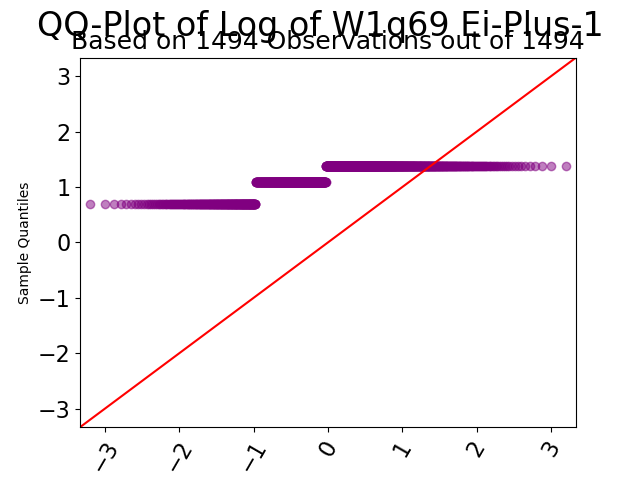 QQ-Plot of Log of W1q69 Ei-Plus-1
Based on 1494 Observations out of 1494
3
2
1
0
−1
−2
−3
Sample Quantiles
−3 −2 −1 0 1 2 3